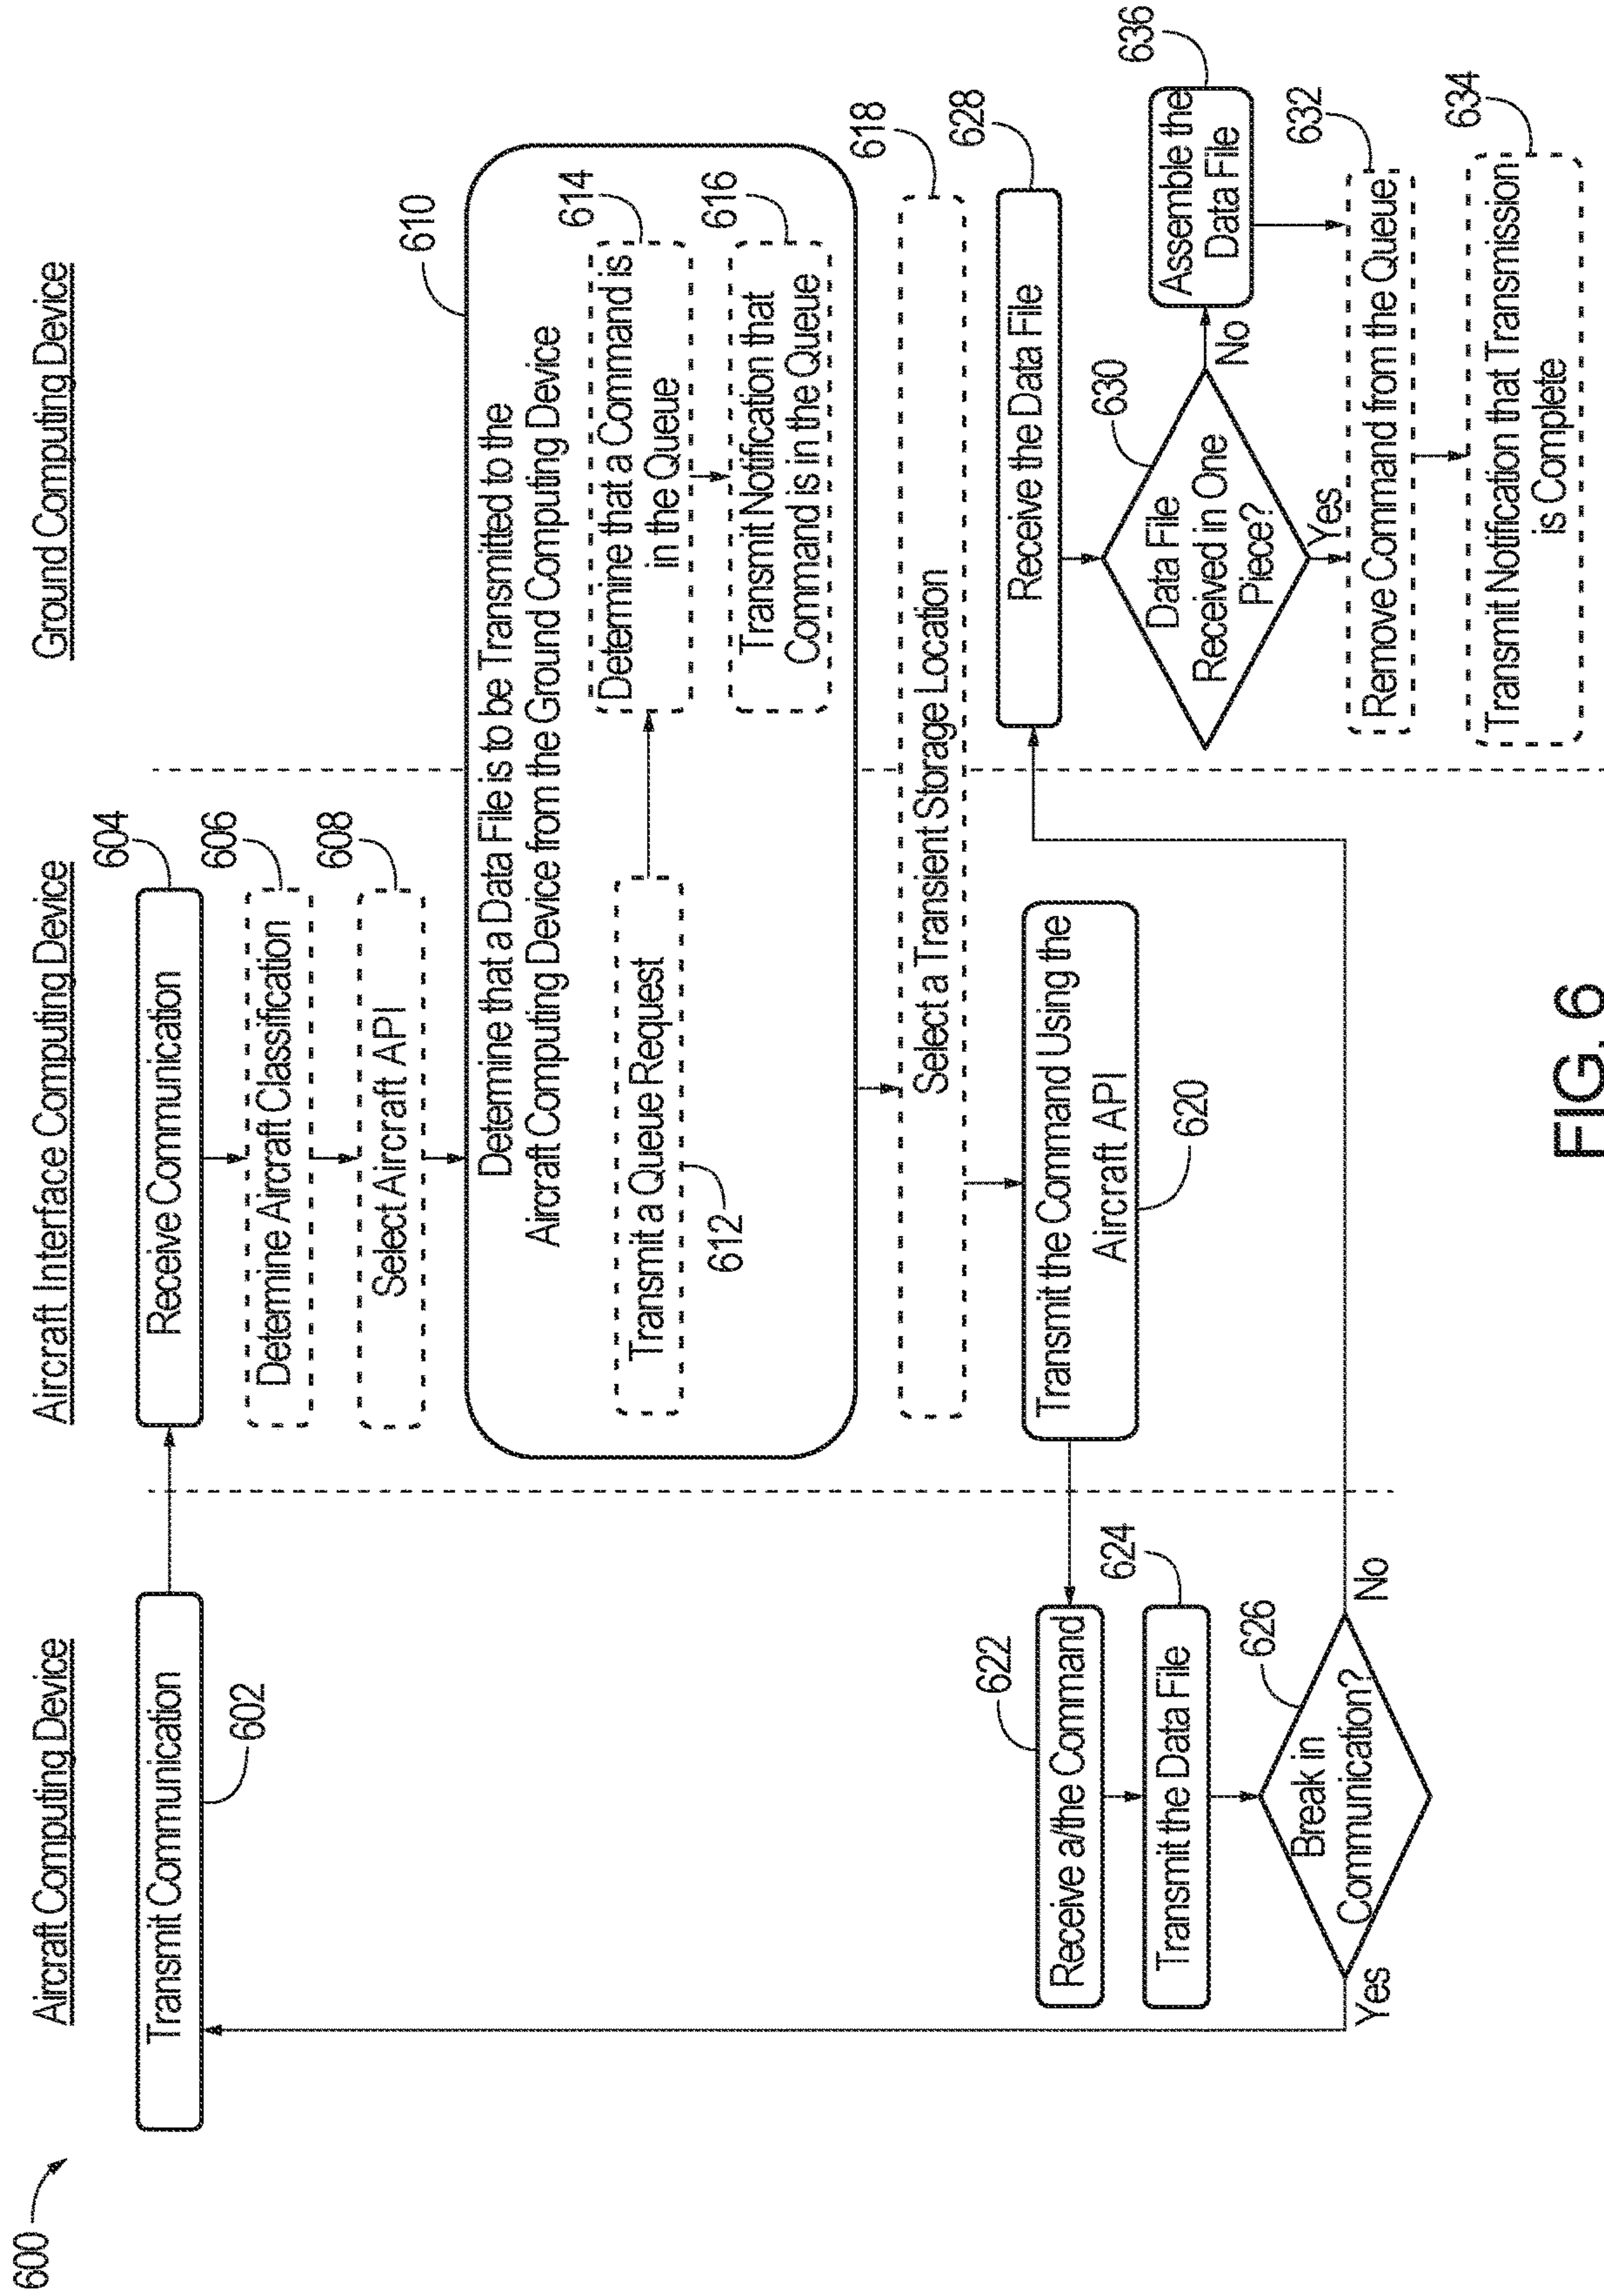 600
Aircraft Computing Device
Aircraft Interface Computing Device
Ground Computing Device
Transmit Communication
602
Receive Communication
604
Determine Aircraft Classification
606
Select Aircraft API
608
Determine that a Data File is to be Transmitted to the
Aircraft Computing Device from the Ground Computing Device
610
Transmit a Queue Request
612
Determine that a Command is
in the Queue
614
Transmit Notification that
Command is in the Queue
616
Select a Transient Storage Location
618
Transmit the Command Using the
Aircraft API
620
Receive a/the Command
622
Transmit the Data File
624
Break in
Communication?
626
Yes
No
Receive the Data File
628
Data File
Received in One
Piece?
630
No
Yes
Assemble the
Data File
636
Remove Command from the Queue
632
Transmit Notification that Transmission
is Complete
634
FIG. 6